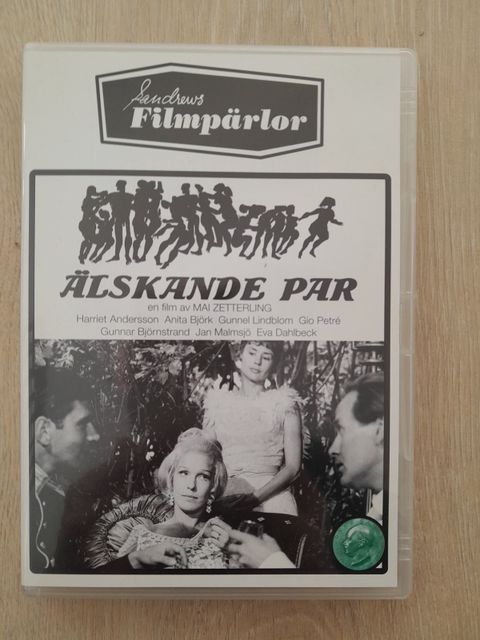 Sandrews
Filmpärlor
ÄLSKANDE PAR
en film av MAI ZETTERLING
Harriet Andersson Anita Björk Gunnel Lindblom Gio Petré
Gunnar Björnstrand Jan Malmsjö Eva Dahlbeck